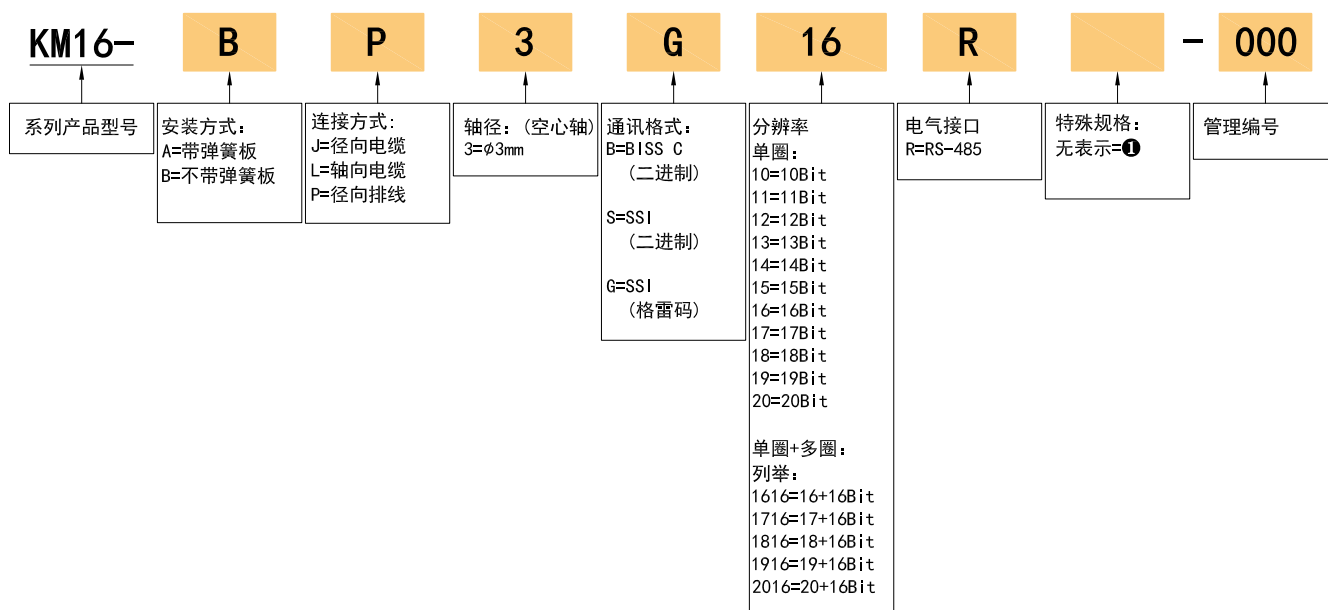 KM16- B P 3 G 16 R - 000
系列产品型号
安装方式:
A=带弹簧板
B=不带弹簧板
连接方式:
J=径向电缆
L=轴向电缆
P=径向排线
轴径: (空心轴)
3=φ3mm
通讯格式:
B=BISS C
(二进制)
S=SSI
(二进制)
G=SSI
(格雷码)
分辨率
单圈:
10=10Bit
11=11Bit
12=12Bit
13=13Bit
14=14Bit
15=15Bit
16=16Bit
17=17Bit
18=18Bit
19=19Bit
20=20Bit
单圈+多圈:
列举:
1616=16+16Bit
1716=17+16Bit
1816=18+16Bit
1916=19+16Bit
2016=20+16Bit
电气接口
R=RS-485
特殊规格:
无表示=❶
管理编号